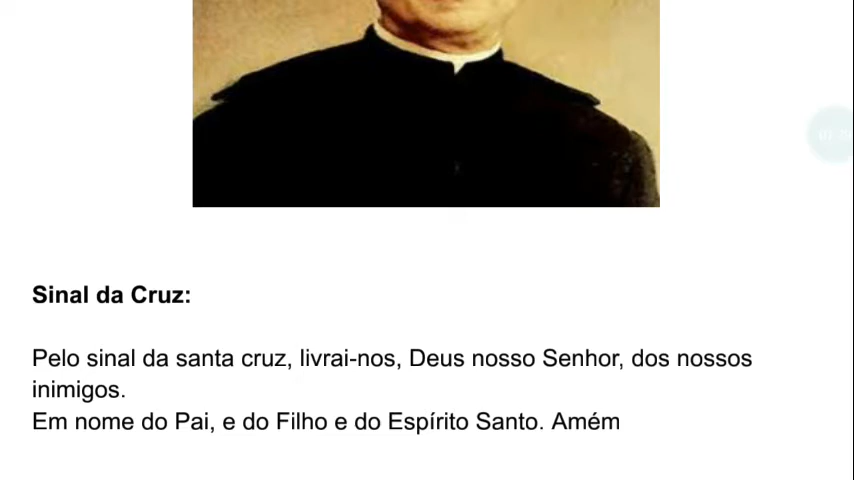 Sinal da Cruz:
Pelo sinal da santa cruz, livrai-nos, Deus nosso Senhor, dos nossos
inimigos.
Em nome do Pai, e do Filho e do Espírito Santo. Amém